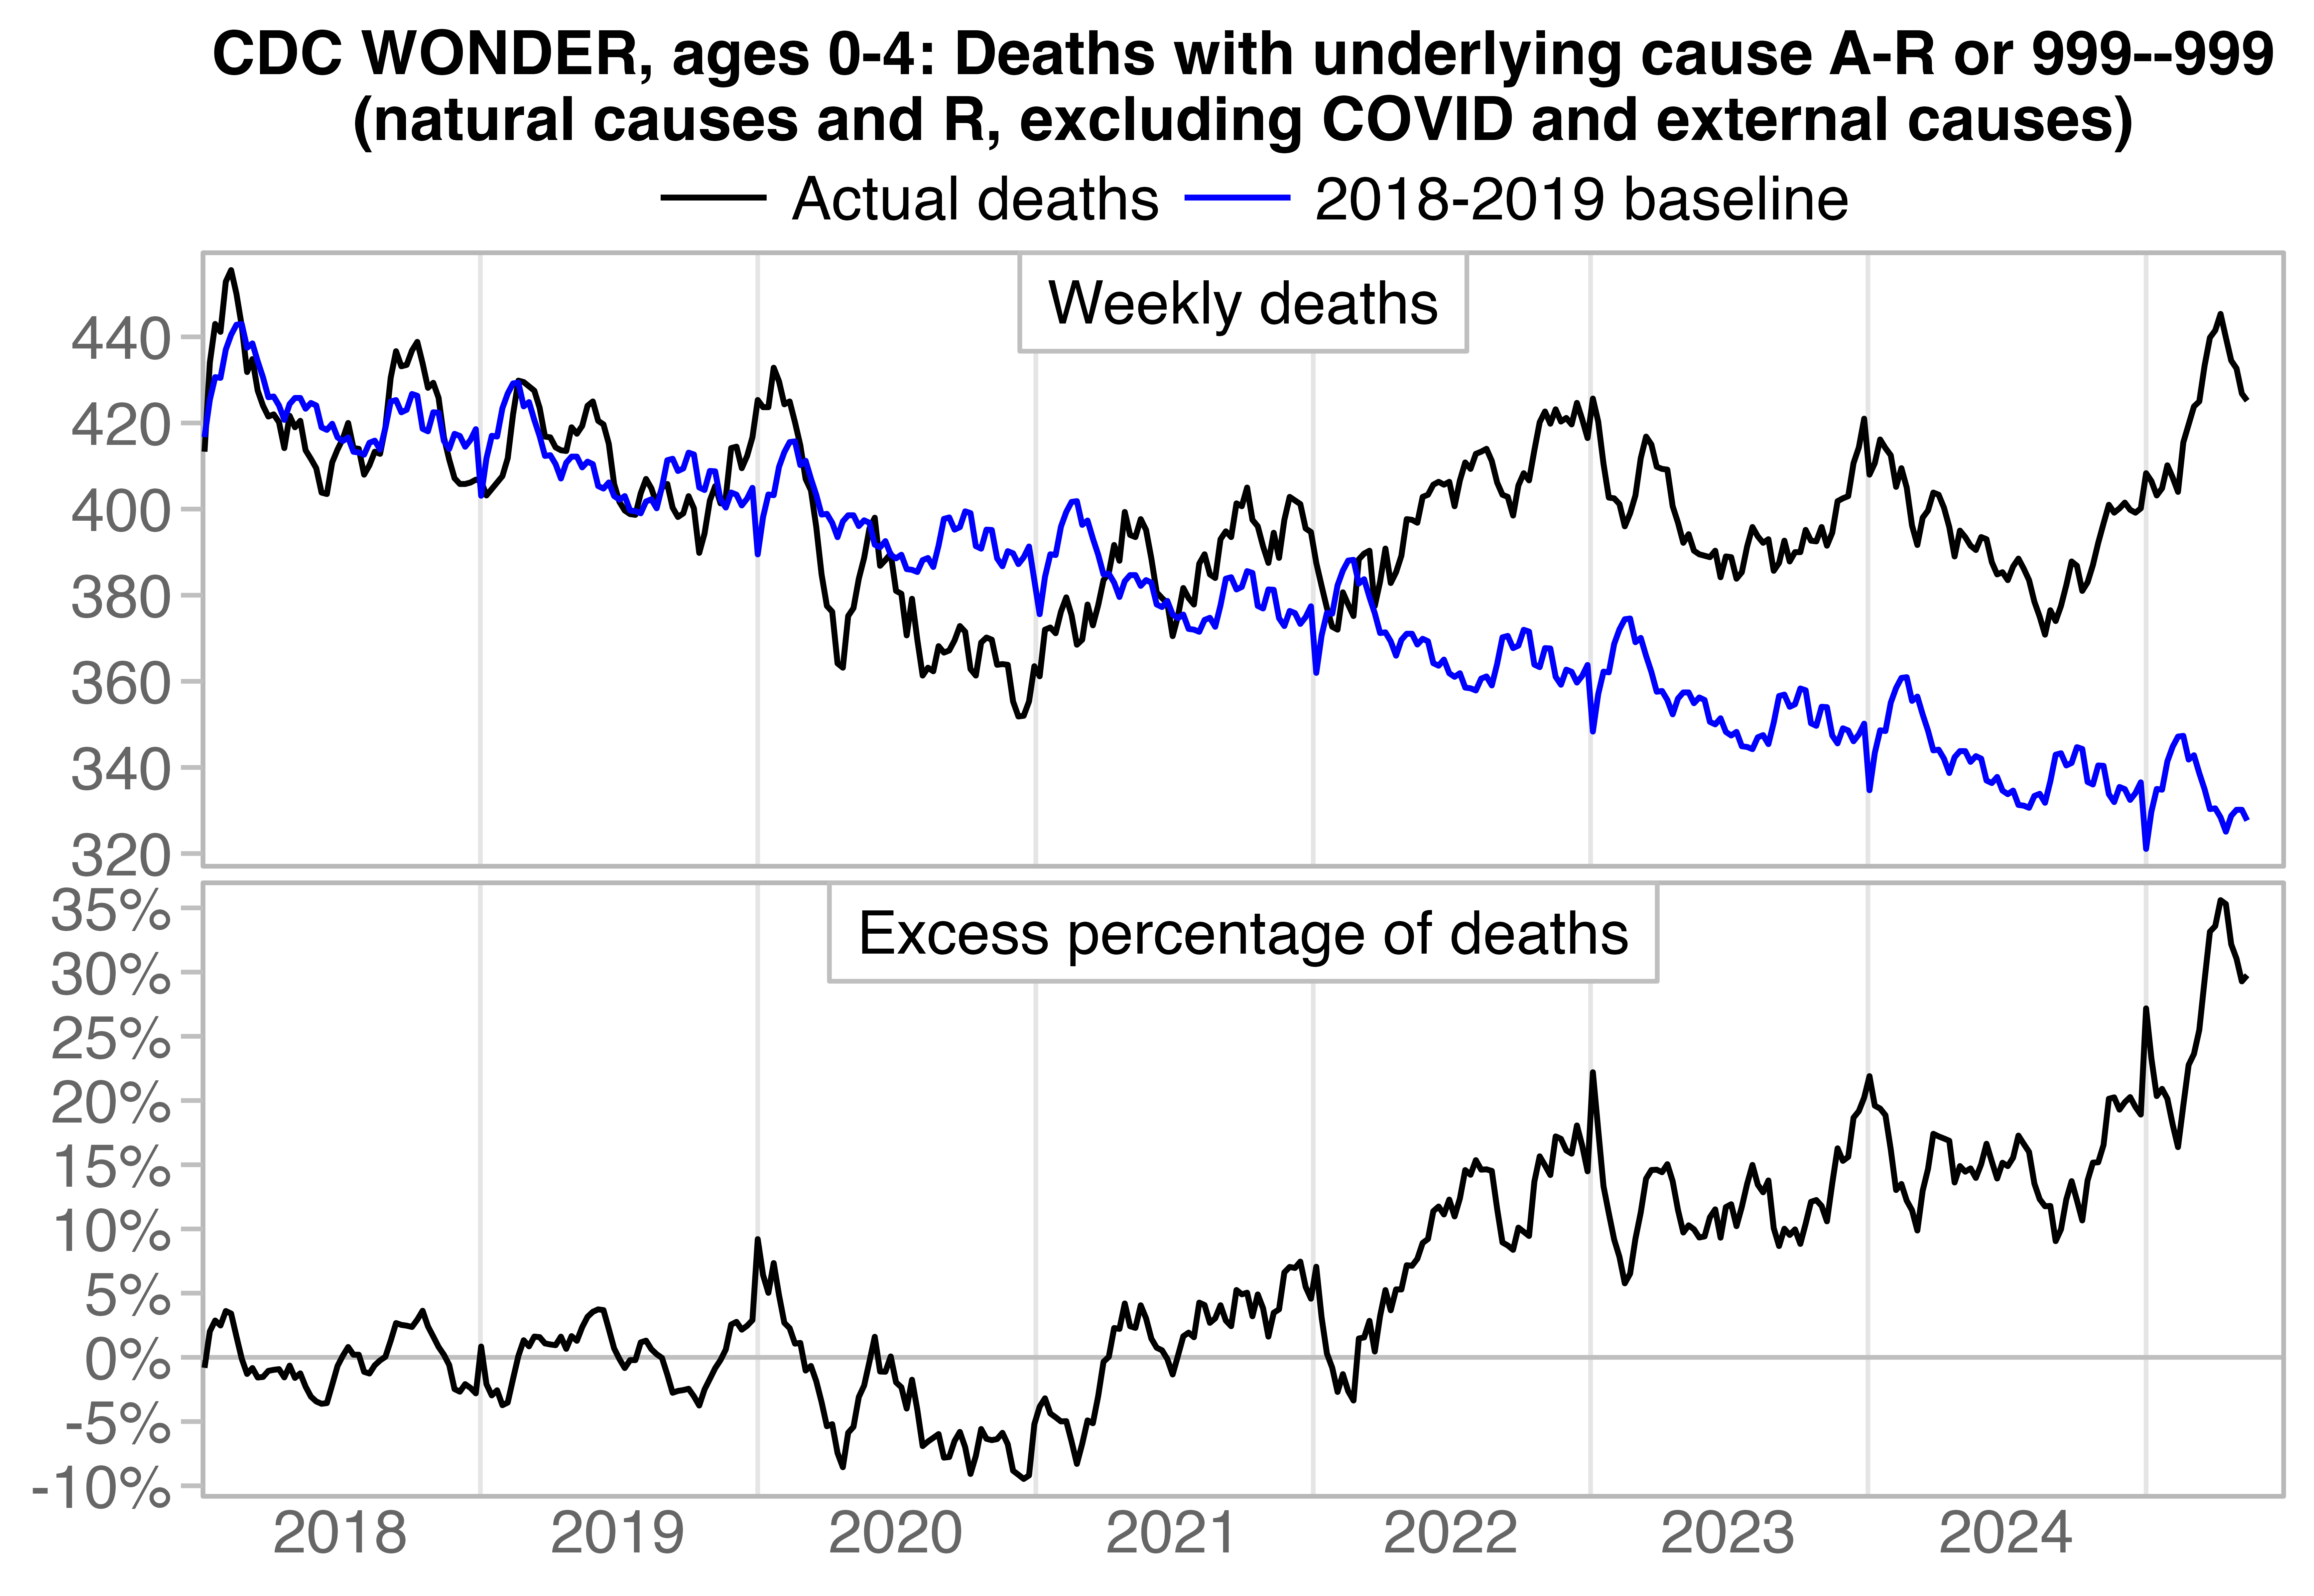 CDC WONDER, ages 0-4: Deaths with underlying cause A-R or 999--999
(natural causes and R, excluding COVID and external causes)
Actual deaths 2018-2019 baseline
Weekly deaths
440
420
400
380
360
340
320
Excess percentage of deaths
35%
30%
25%
20%
15%
10%
5%
0%
-5%
-10%
2018 2019 2020 2021 2022 2023 2024